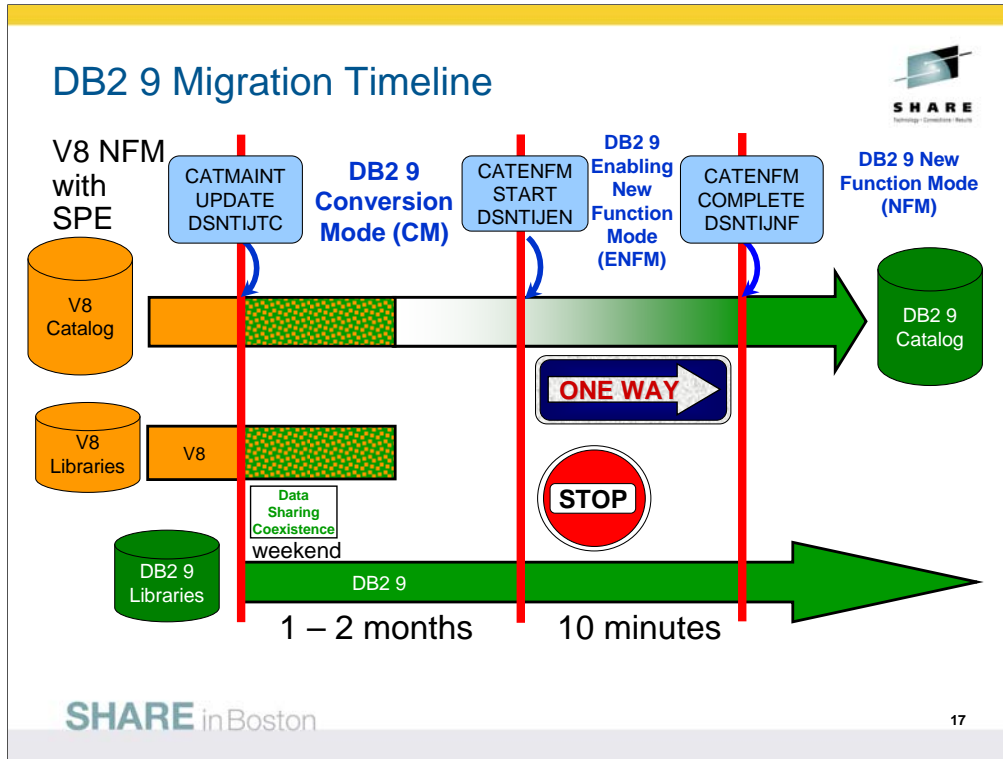 DB2 9 Migration Timeline
SHARE
Technology · Connections · Results
V8 NFM
with
SPE
CATMAINT
UPDATE
DSNTIJTC
DB2 9
Conversion
Mode (CM)
CATENFM
START
DSNTIJEN
DB2 9
Enabling
New
Function
Mode
(ENFM)
CATENFM
COMPLETE
DSNTIJNF
DB2 9 New
Function Mode
(NFM)
V8
Catalog
DB2 9
Catalog
ONE WAY
V8
Libraries
V8
STOP
Data
Sharing
Coexistence
weekend
DB2 9
Libraries
DB2 9
1 – 2 months
10 minutes
SHARE in Boston
17